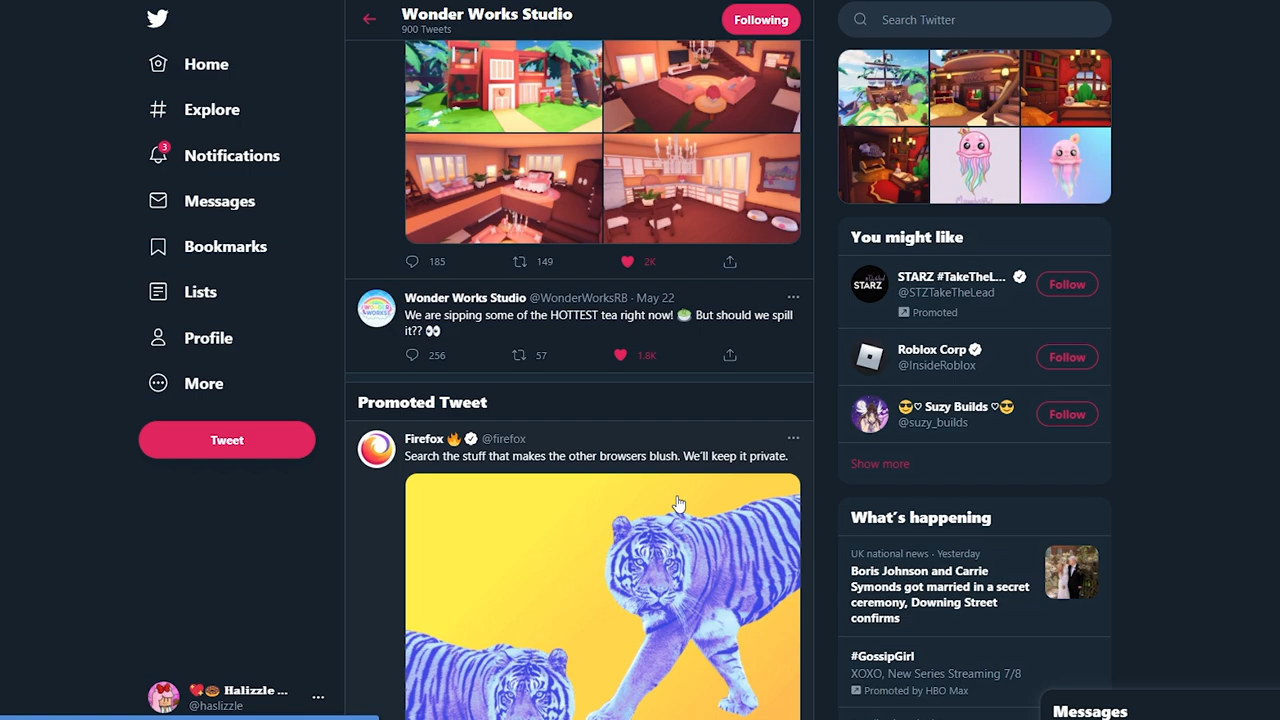 Home
Explore
3
Notifications
Messages
Bookmarks
Lists
Profile
More
Tweet
Halizzle ...
@haslizzle
Wonder Works Studio
900 Tweets
Following
185
149
2K
Wonder Works Studio @WonderWorksRB · May 22
We are sipping some of the HOTTEST tea right now! 🍵 But should we spill
it?? 👀
256
57
1.8K
Promoted Tweet
Firefox 🔥 @firefox
Search the stuff that makes the other browsers blush. We'll keep it private.
Search Twitter
You might like
STARZ
STARZ #TakeTheL...
@STZTakeTheLead
Promoted
Follow
Roblox Corp
@InsideRoblox
Follow
😎♡ Suzy Builds ♡😎
@suzy_builds
Follow
Show more
What's happening
UK national news · Yesterday
Boris Johnson and Carrie
Symonds got married in a secret
ceremony, Downing Street
confirms
#GossipGirl
XOXO, New Series Streaming 7/8
Promoted by HBO Max
Messages